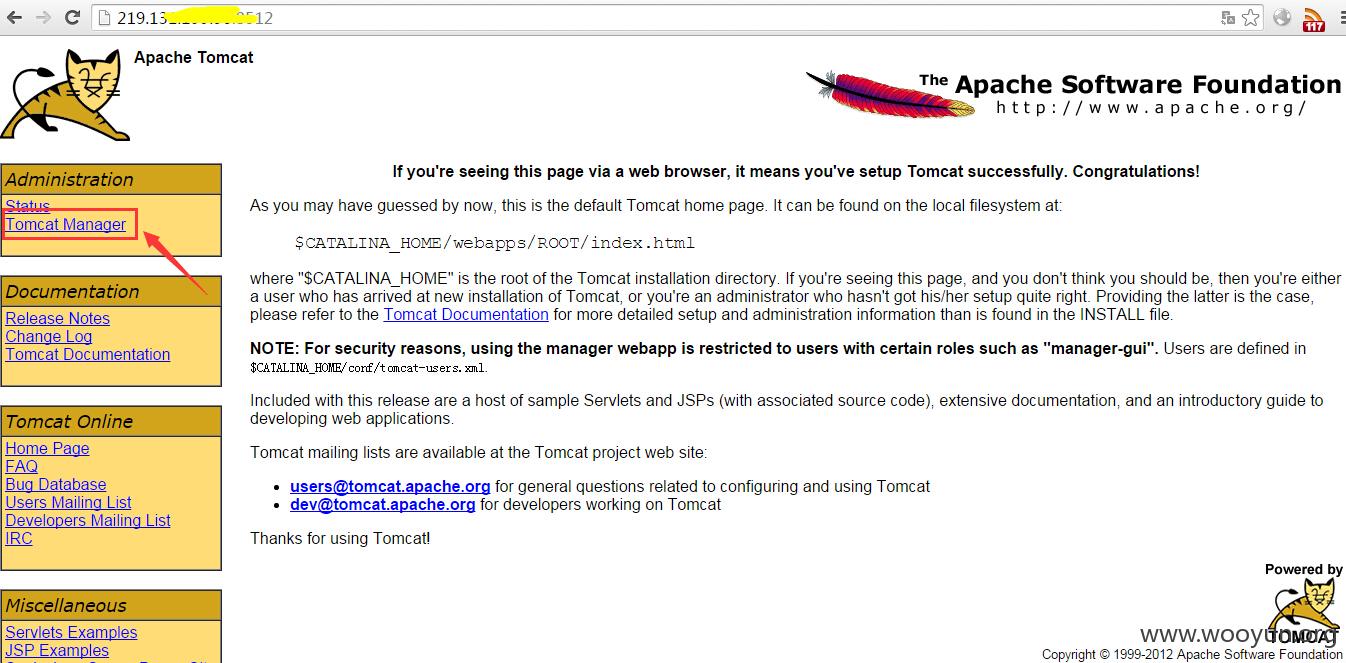 117
Apache Tomcat
The Apache Software Foundation
http://www.apache.org/
Administration
Status
Tomcat Manager
Documentation
Release Notes
Change Log
Tomcat Documentation
Tomcat Online
Home Page
FAQ
Bug Database
Users Mailing List
Developers Mailing List
IRC
Miscellaneous
Servlets Examples
JSP Examples
If you're seeing this page via a web browser, it means you've setup Tomcat successfully. Congratulations!
As you may have guessed by now, this is the default Tomcat home page. It can be found on the local filesystem at:
$CATALINA_HOME/webapps/ROOT/index.html
where "$CATALINA_HOME" is the root of the Tomcat installation directory. If you're seeing this page, and you don't think you should be, then you're either
a user who has arrived at new installation of Tomcat, or you're an administrator who hasn't got his/her setup quite right. Providing the latter is the case,
please refer to the Tomcat Documentation for more detailed setup and administration information than is found in the INSTALL file.
NOTE: For security reasons, using the manager webapp is restricted to users with certain roles such as "manager-gui". Users are defined in
$CATALINA_HOME/conf/tomcat-users.xml.
Included with this release are a host of sample Servlets and JSPs (with associated source code), extensive documentation, and an introductory guide to
developing web applications.
Tomcat mailing lists are available at the Tomcat project web site:
users@tomcat.apache.org for general questions related to configuring and using Tomcat
dev@tomcat.apache.org for developers working on Tomcat
Thanks for using Tomcat!
Powered by
TOMCAT
www.wooyun.org
Copyright © 1999-2012 Apache Software Foundation